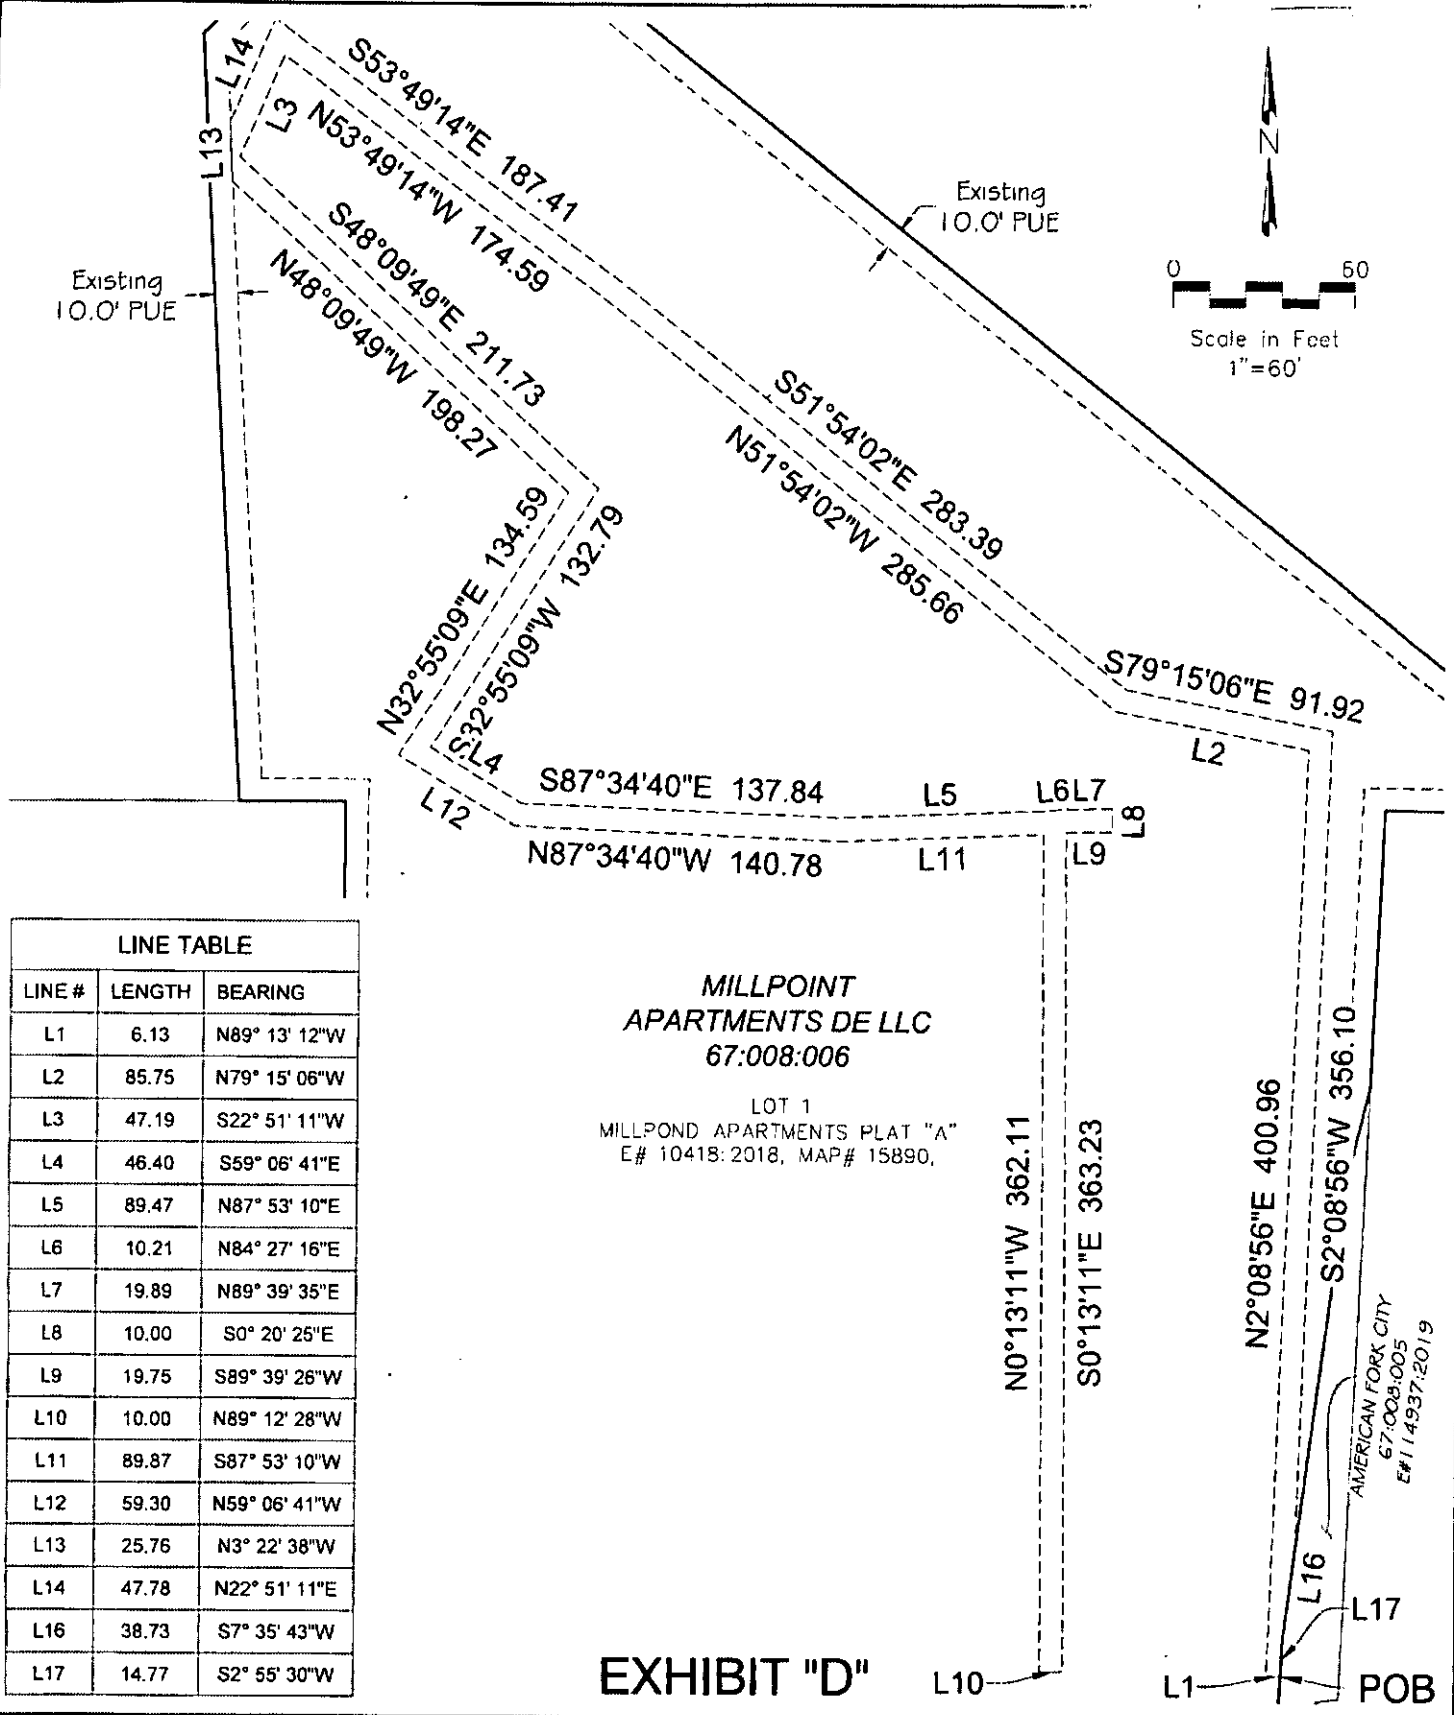 L14
S53°49'14"E 187.41
L3
N53°49'14"W 174.59
L13
S48°09'49"E 211.73
N48°09'49"W 198.27
Existing
10.0' PUE
Existing
10.0' PUE
N
0 60
Scale in Feet
1"=60'
S51°54'02"E 283.39
N51°54'02"W 285.66
N32°55'09"E 134.59
S32°55'09"W 132.79
S79°15'06"E 91.92
L2
L4
L12
S87°34'40"E 137.84
L5
L6 L7
L8
N87°34'40"W 140.78
L11
L9
LINE TABLE
LINE # LENGTH BEARING
L1 6.13 N89° 13' 12"W
L2 85.75 N79° 15' 06"W
L3 47.19 S22° 51' 11"W
L4 46.40 S59° 06' 41"E
L5 89.47 N87° 53' 10"E
L6 10.21 N84° 27' 16"E
L7 19.89 N89° 39' 35"E
L8 10.00 S0° 20' 25"E
L9 19.75 S89° 39' 26"W
L10 10.00 N89° 12' 28"W
L11 89.87 S87° 53' 10"W
L12 59.30 N59° 06' 41"W
L13 25.76 N3° 22' 38"W
L14 47.78 N22° 51' 11"E
L16 38.73 S7° 35' 43"W
L17 14.77 S2° 55' 30"W
MILLPOINT
APARTMENTS DE LLC
67:008:006
LOT 1
MILLPOND APARTMENTS PLAT "A"
E# 10418:2018, MAP# 15890,
N0°13'11"W 362.11
S0°13'11"E 363.23
N2°08'56"E 400.96
S2°08'56"W 356.10
AMERICAN FORK CITY
67:008:005
E#114937:2019
L16
L17
EXHIBIT "D"
L10
L1
POB